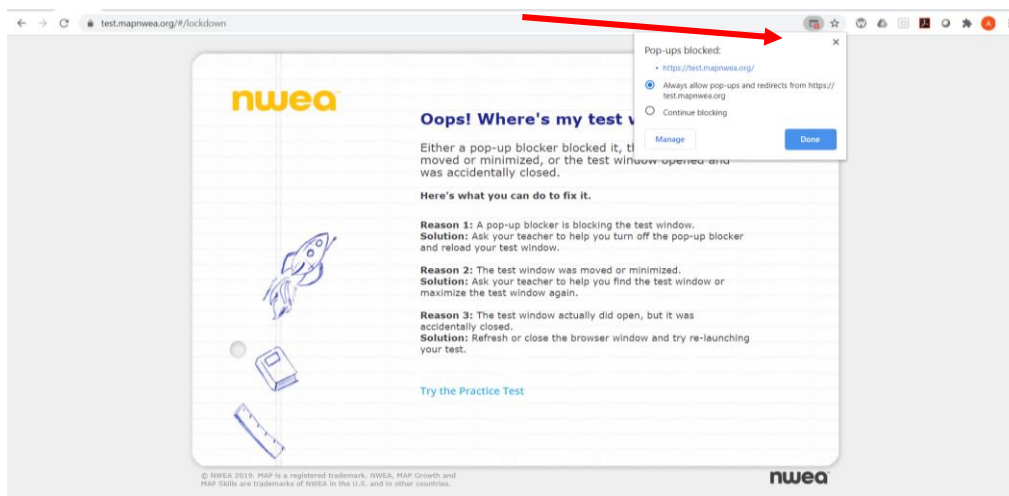 test.mapnwea.org/#/lockdown
Pop-ups blocked:
• https://test.mapnwea.org/
Always allow pop-ups and redirects from https://
test.mapnwea.org
Continue blocking
Manage
Done
nwea
Oops! Where's my test
Either a pop-up blocker blocked it,
moved or minimized, or the test window opened and
was accidentally closed.
Here's what you can do to fix it.
Reason 1: A pop-up blocker is blocking the test window.
Solution: Ask your teacher to help you turn off the pop-up blocker
and reload your test window.
Reason 2: The test window was moved or minimized.
Solution: Ask your teacher to help you find the test window or
maximize the test window again.
Reason 3: The test window actually did open, but it was
accidentally closed.
Solution: Refresh or close the browser window and try re-launching
your test.
Try the Practice Test
© NWEA 2019. MAP is a registered trademark. NWEA, MAP Growth and
MAP Skills are trademarks of NWEA in the U.S. and in other countries.
nwea